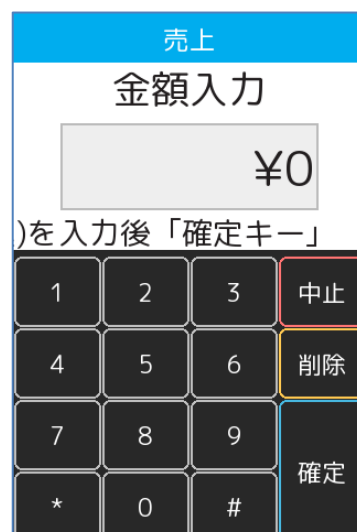 売上
金額入力
¥0
)を入力後「確定キー」
1 2 3 中止
4 5 6 削除
7 8 9
確定
* 0 #